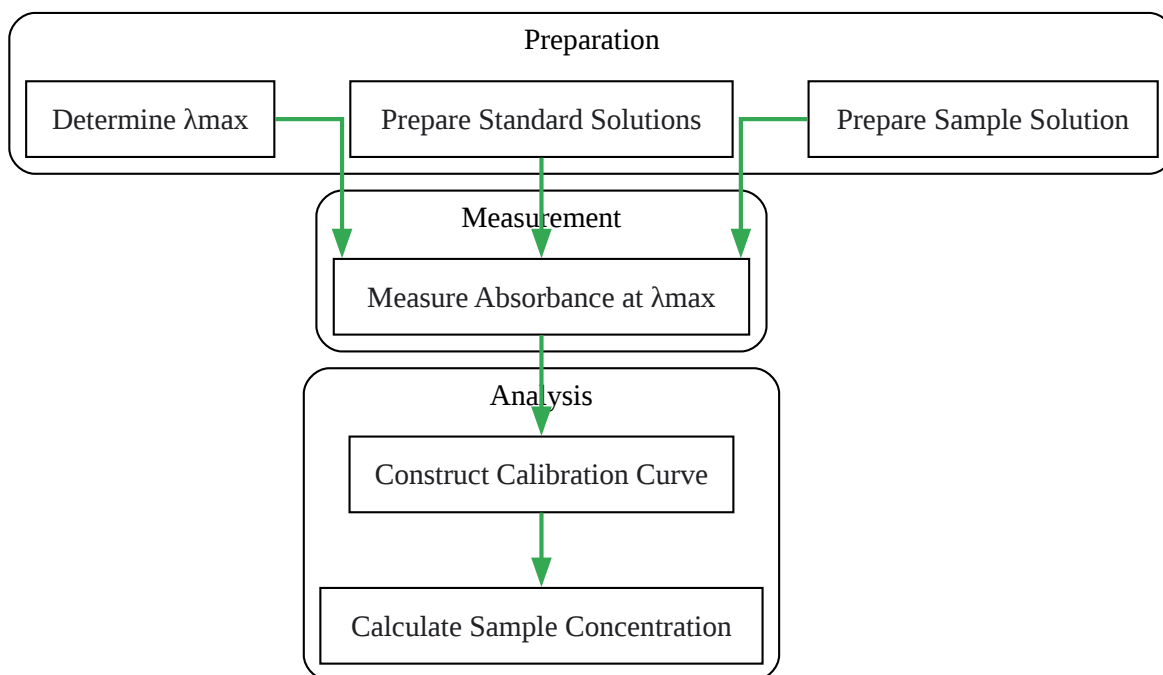 Preparation
Determine λmax
Prepare Standard Solutions
Prepare Sample Solution
Measurement
Measure Absorbance at λmax
Analysis
Construct Calibration Curve
Calculate Sample Concentration